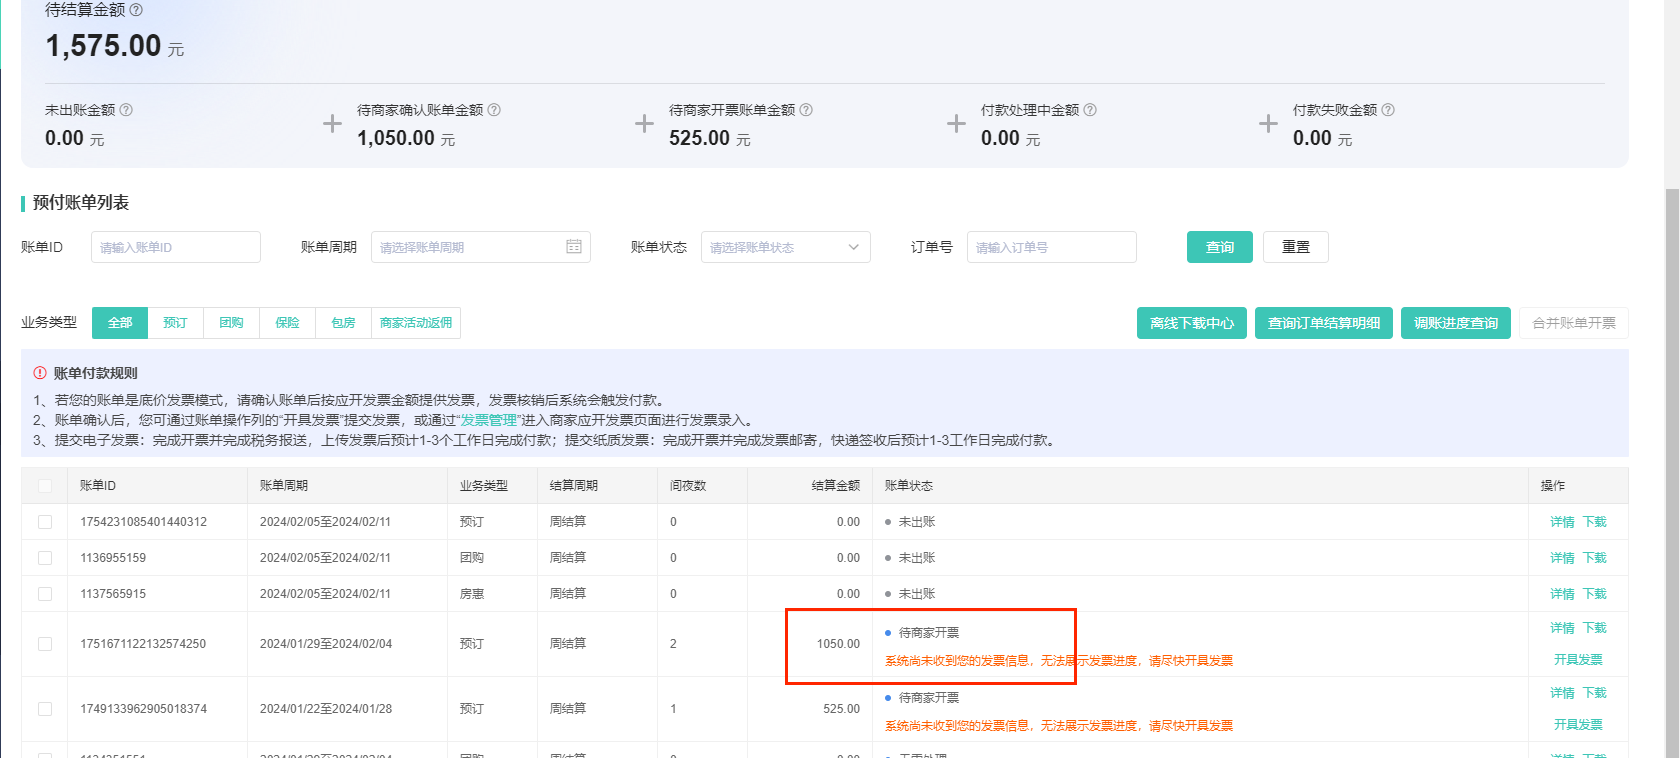 待结算金额
1,575.00 元
未出账金额 待商家确认账单金额 待商家开票账单金额 付款处理中金额 付款失败金额
0.00 元 + 1,050.00 元 + 525.00 元 + 0.00 元 + 0.00 元
预付账单列表
账单ID 请输入账单ID 账单周期 请选择账单周期 账单状态 请选择账单状态 订单号 请输入订单号 查询 重置
业务类型 全部 预订 团购 保险 包房 商家活动返佣 离线下载中心 查询订单结算明细 调账进度查询 合并账单开票
账单付款规则
1、若您的账单是底价发票模式，请确认账单后按应开发票金额提供发票，发票核销后系统会触发付款。
2、账单确认后，您可通过账单操作列的“开具发票”提交发票，或通过“发票管理”进入商家应开发票页面进行发票录入。
3、提交电子发票：完成开票并完成税务报送，上传发票后预计1-3个工作日完成付款；提交纸质发票：完成开票并完成发票邮寄，快递签收后预计1-3工作日完成付款。
账单ID 账单周期 业务类型 结算周期 间夜数 结算金额 账单状态 操作
1754231085401440312 2024/02/05至2024/02/11 预订 周结算 0 0.00 未出账 详情 下载
1136955159 2024/02/05至2024/02/11 团购 周结算 0 0.00 未出账 详情 下载
1137565915 2024/02/05至2024/02/11 房惠 周结算 0 0.00 未出账 详情 下载
1751671122132574250 2024/01/29至2024/02/04 预订 周结算 2 1050.00 待商家开票 详情 下载
系统尚未收到您的发票信息，无法展示发票进度，请尽快开具发票 开具发票
1749133962905018374 2024/01/22至2024/01/28 预订 周结算 1 525.00 待商家开票 详情 下载
系统尚未收到您的发票信息，无法展示发票进度，请尽快开具发票 开具发票